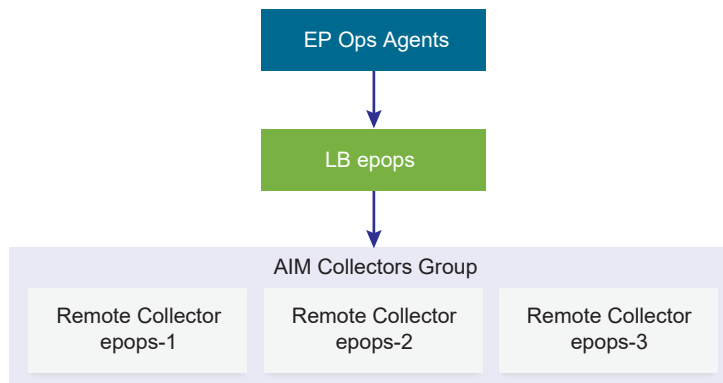 EP Ops Agents
LB epops
AIM Collectors Group
Remote Collector
epops-1
Remote Collector
epops-2
Remote Collector
epops-3